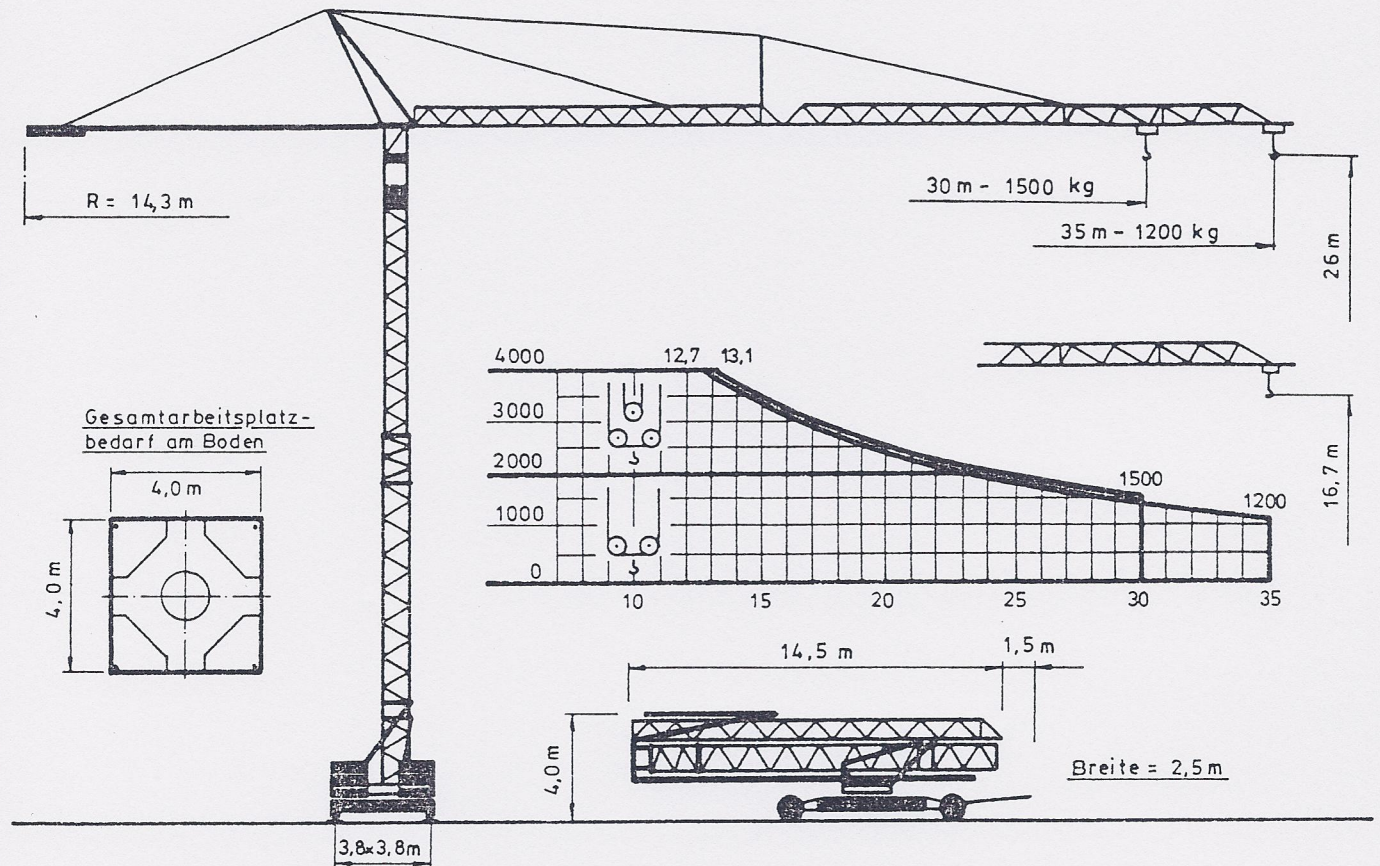 R = 14,3 m
30 m - 1500 kg
35 m - 1200 kg
26 m
4000
12,7
13,1
3000
2000
1500
1200
1000
0
10
15
20
25
30
35
16,7 m
Gesamtarbeitsplatz-
bedarf am Boden
4,0 m
4,0 m
14,5 m
1,5 m
4,0 m
Breite = 2,5 m
3,8x3,8m